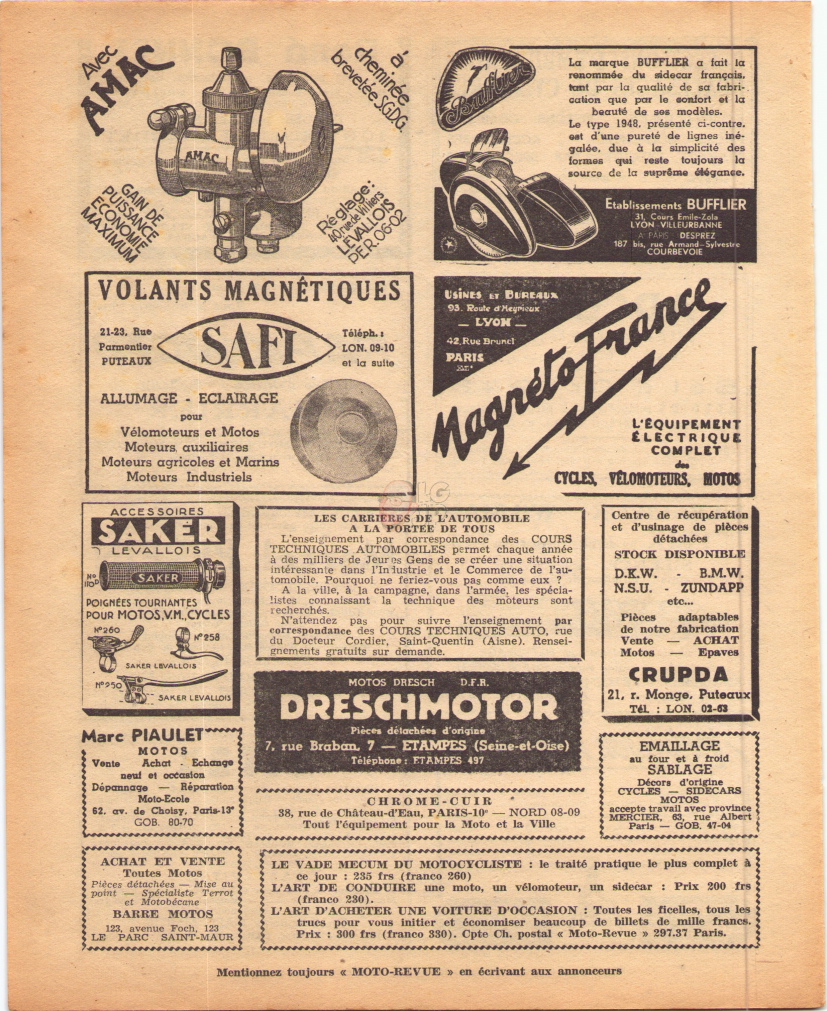 Avec
AMAC
à
cheminée
brevetée SGDG
AMAC
GAIN DE
PUISSANCE
ECONOMIE
MAXIMUM
Réglage:
40, rue de Villiers
LEVALLOIS
PER. 06-02
Bufflier
La marque BUFFLIER a fait la
renommée du sidecar français,
tant par la qualité de sa fabri-
cation que par le confort et la
beauté de ses modèles.
Le type 1948, présenté ci-contre,
est d'une pureté de lignes iné-
galée, due à la simplicité des
formes qui reste toujours la
source de la suprême élégance.
Etablissements BUFFLIER
31, Cours Emile-Zola
LYON-VILLEURBANNE
A PARIS DESPREZ
187 bis, rue Armand-Sylvestre
COURBEVOIE
VOLANTS MAGNÊTIQUES
21-23, Rue
Parmentier
PUTEAUX
SAFI
Téléph. :
LON. 09-10
et la suite
ALLUMAGE - ECLAIRAGE
pour
Vélomoteurs et Motos
Moteurs auxiliaires
Moteurs agricoles et Marins
Moteurs Industriels
USINES ET BUREAUX
93, Route d'Heyrieux
— LYON —
42, Rue Brunel
PARIS
Magnéto-France
L'ÉQUIPEMENT
ÉLECTRIQUE
COMPLET
des
CYCLES, VÉLOMOTEURS, MOTOS
ACCESSOIRES
SAKER
LEVALLOIS
SAKER
POIGNÉES TOURNANTES
POUR MOTOS, V.M., CYCLES
N° 260
N° 258
SAKER LEVALLOIS
N° 250
SAKER LEVALLOIS
LES CARRIERES DE L'AUTOMOBILE
A LA PORTEE DE TOUS
L'enseignement par correspondance des COURS
TECHNIQUES AUTOMOBILES permet chaque année
à des milliers de Jeunes Gens de se créer une situation
intéressante dans l'Industrie et le Commerce de l'au-
tomobile. Pourquoi ne feriez-vous pas comme eux ?
A la ville, à la campagne, dans l'armée, les spécia-
listes connaissant la technique des moteurs sont
recherchés.
N'attendez pas pour suivre l'enseignement par
correspondance des COURS TECHNIQUES AUTO, rue
du Docteur Cordier, Saint-Quentin (Aisne). Rensei-
gnements gratuits sur demande.
Centre de récupération
et d'usinage de pièces
détachées
STOCK DISPONIBLE
D.K.W. - B.M.W.
N.S.U. - ZUNDAPP
etc...
Pièces adaptables
de notre fabrication
Vente — ACHAT
Motos — Epaves
CRUPDA
21, r. Monge, Puteaux
Tél. : LON. 02-63
MOTOS DRESCH D.F.R.
DRESCHMOTOR
Pièces détachées d'origine
7, rue Braban, 7 — ETAMPES (Seine-et-Oise)
Téléphone : ETAMPES 497
Marc PIAULET
MOTOS
Vente Achat - Echange
neuf et occasion
Dépannage — Réparation
Moto-Ecole
62, av. de Choisy, Paris-13e
GOB. 80-70
CHROME-CUIR
38, rue de Château-d'Eau, PARIS-10e — NORD 08-09
Tout l'équipement pour la Moto et la Ville
EMAILLAGE
au four et à froid
SABLAGE
Décors d'origine
CYCLES — SIDECARS
MOTOS
accepte travail avec province
MERCIER, 63, rue Albert
Paris — GOB. 47-04
ACHAT ET VENTE
Toutes Motos
Pièces détachées — Mise au
point — Spécialiste Terrot
et Motobécane
BARRE MOTOS
123, avenue Foch, 123
LE PARC SAINT-MAUR
LE VADE MECUM DU MOTOCYCLISTE : le traité pratique le plus complet à
ce jour : 235 frs (franco 260)
L'ART DE CONDUIRE une moto, un vélomoteur, un sidecar : Prix 200 frs
(franco 230).
L'ART D'ACHETER UNE VOITURE D'OCCASION : Toutes les ficelles, tous les
trucs pour vous initier et économiser beaucoup de billets de mille francs.
Prix : 300 frs (franco 330). Cpte Ch. postal « Moto-Revue » 297.37 Paris.
Mentionnez toujours « MOTO-REVUE » en écrivant aux annonceurs